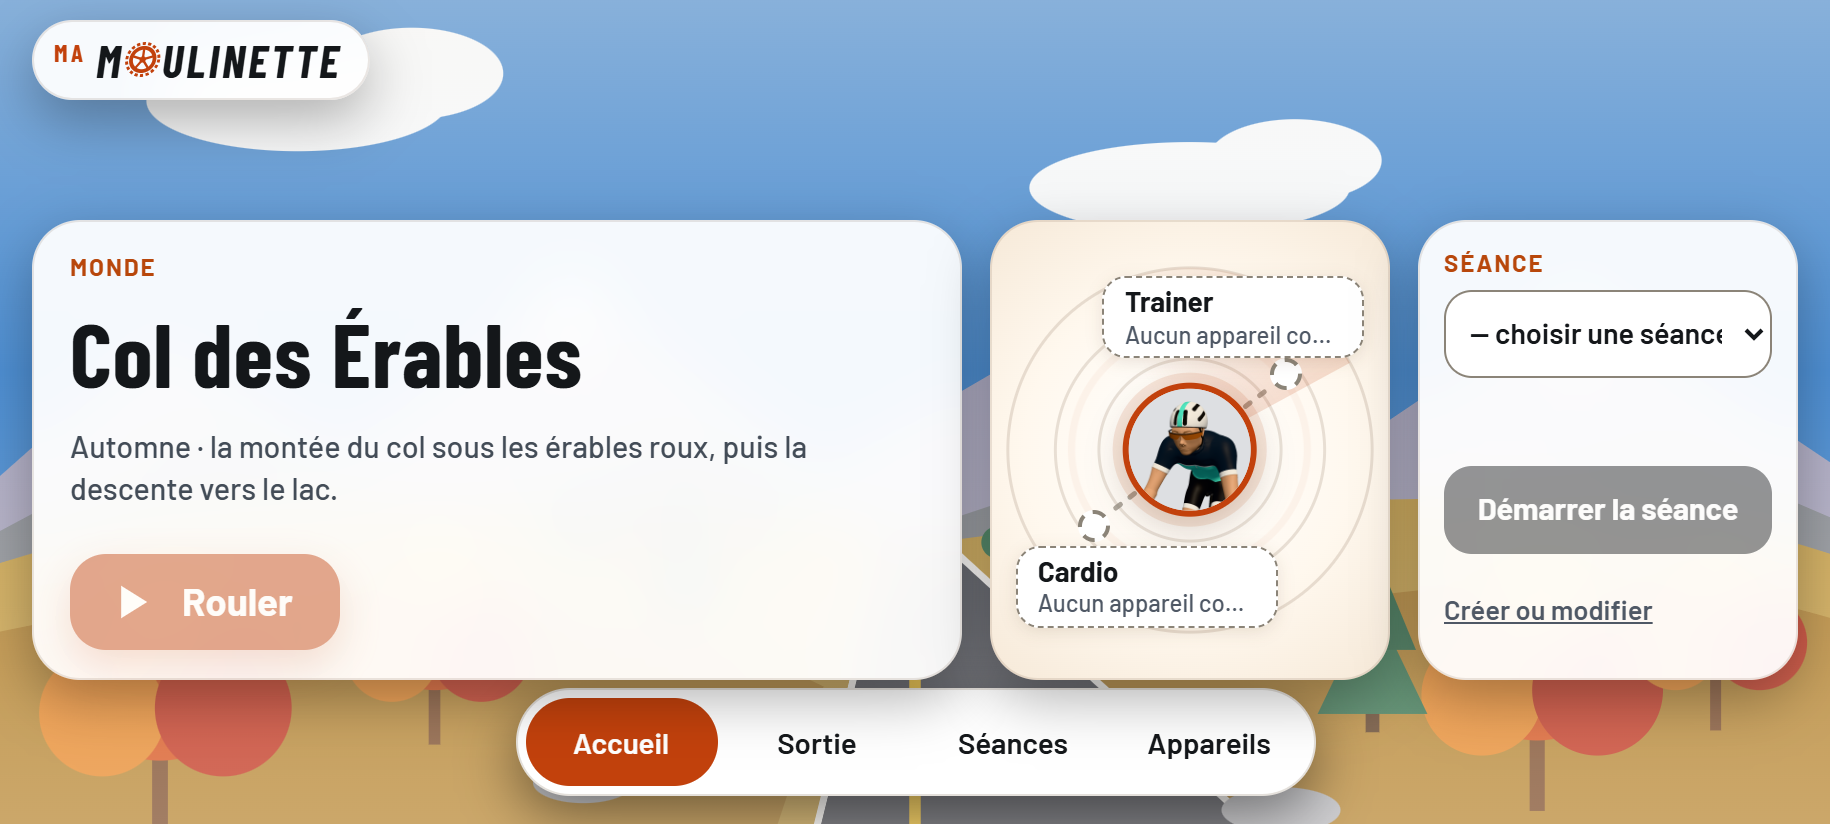 MA MOULINETTE
MONDE
Col des Érables
Automne · la montée du col sous les érables roux, puis la
descente vers le lac.
Rouler
Trainer
Aucun appareil co...
Cardio
Aucun appareil co...
SÉANCE
– choisir une séance
Démarrer la séance
Créer ou modifier
Accueil
Sortie
Séances
Appareils